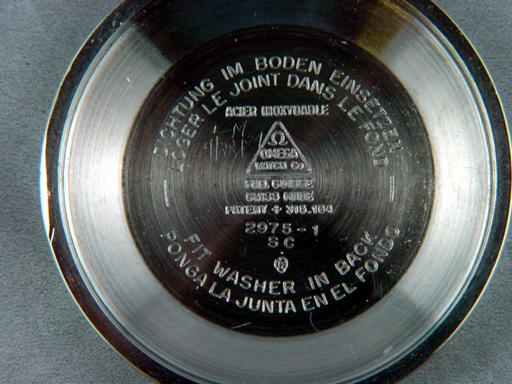 DICHTUNG IM BODEN EINSETZEN
LOGER LE JOINT DANS LE FOND
ACIER INOXYDABLE
Ω
OMEGA
WATCH Co
FAB. SUISSE
SWISS MADE
PATENT + 316.104
2975-1
SC
FIT WASHER IN BACK
PONGA LA JUNTA EN EL FONDO